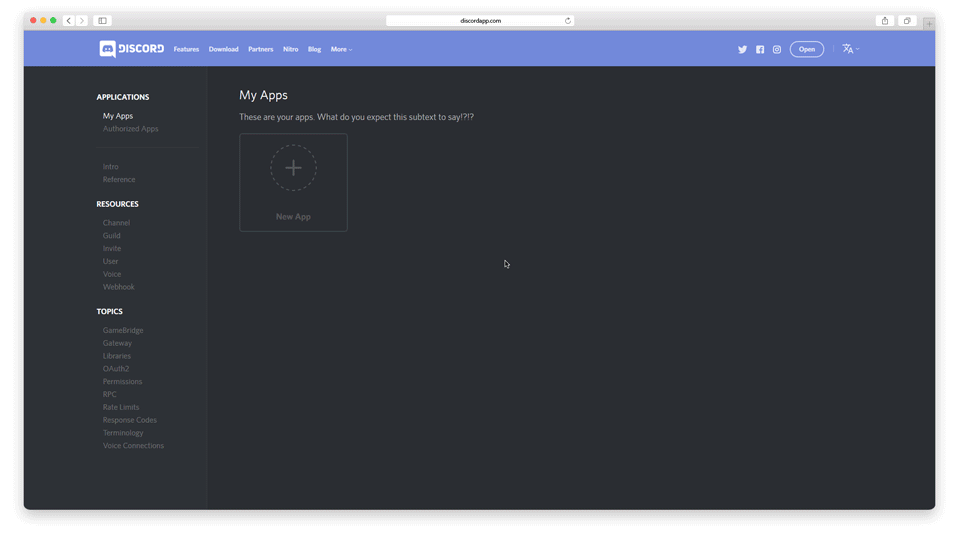 discordapp.com
DISCORD Features Download Partners Nitro Blog More Open
APPLICATIONS
My Apps
Authorized Apps
Intro
Reference
RESOURCES
Channel
Guild
Invite
User
Voice
Webhook
TOPICS
GameBridge
Gateway
Libraries
OAuth2
Permissions
RPC
Rate Limits
Response Codes
Terminology
Voice Connections
My Apps
These are your apps. What do you expect this subtext to say!?!?
New App